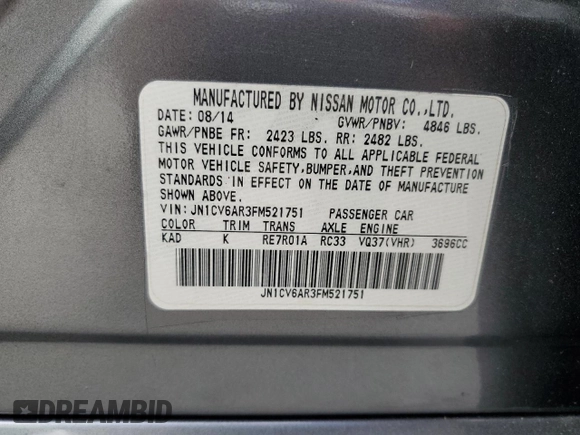 MANUFACTURED BY NISSAN MOTOR CO.,LTD.
DATE: 08/14 GVWR/PNBV: 4846 LBS.
GAWR/PNBE FR: 2423 LBS. RR: 2482 LBS.
THIS VEHICLE CONFORMS TO ALL APPLICABLE FEDERAL
MOTOR VEHICLE SAFETY,BUMPER,AND THEFT PREVENTION
STANDARDS IN EFFECT ON THE DATE OF MANUFACTURE
SHOWN ABOVE.
VIN: JN1CV6AR3FM521751 PASSENGER CAR
COLOR TRIM TRANS AXLE ENGINE
KAD K RE7R01A RC33 VQ37(VHR) 3696CC
JN1CV6AR3FM521751
DREAMBID